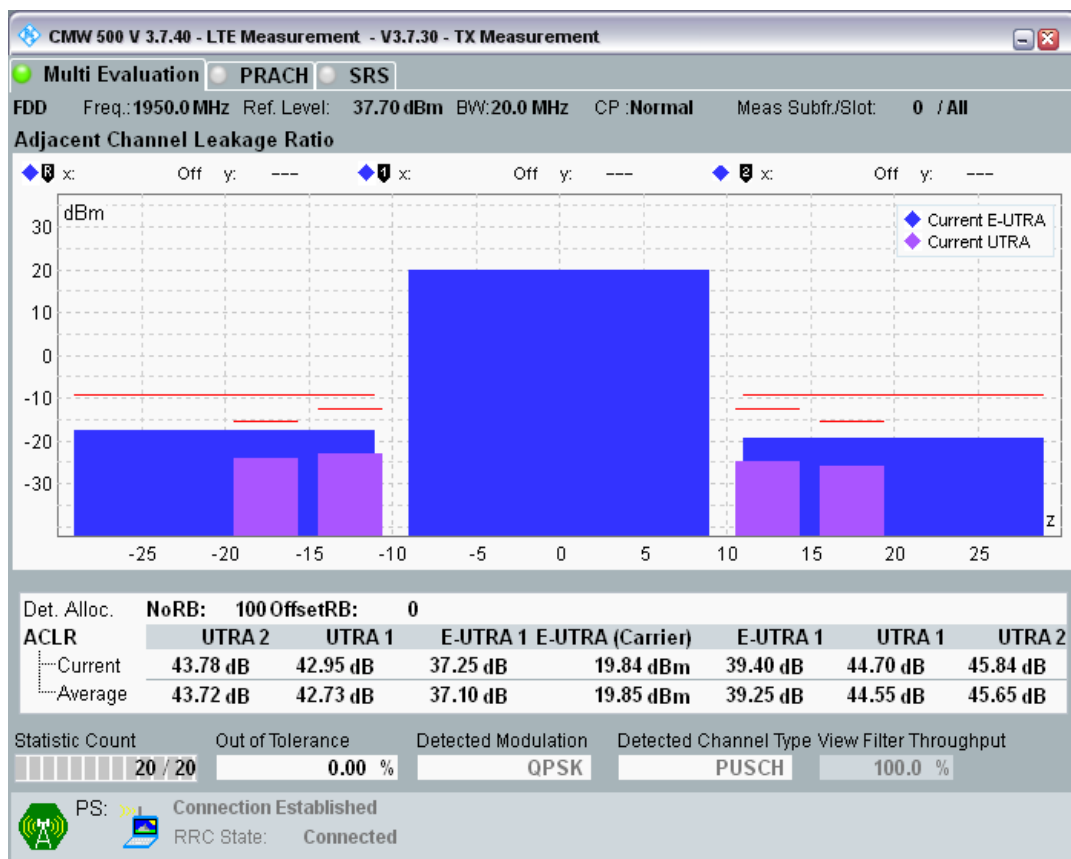 CMW 500 V 3.7.40 - LTE Measurement - V3.7.30 - TX Measurement
Multi Evaluation PRACH SRS
FDD Freq.: 1950.0 MHz Ref. Level: 37.70 dBm BW: 20.0 MHz CP : Normal Meas Subfr./Slot: 0 / All
Adjacent Channel Leakage Ratio
R x: Off y: --- 1 x: Off y: --- 2 x: Off y: ---
dBm
Current E-UTRA
Current UTRA
30
20
10
0
-10
-20
-30
z
-25 -20 -15 -10 -5 0 5 10 15 20 25
Det. Alloc. NoRB: 100 OffsetRB: 0
ACLR UTRA 2 UTRA 1 E-UTRA 1 E-UTRA (Carrier) E-UTRA 1 UTRA 1 UTRA 2
Current 43.78 dB 42.95 dB 37.25 dB 19.84 dBm 39.40 dB 44.70 dB 45.84 dB
Average 43.72 dB 42.73 dB 37.10 dB 19.85 dBm 39.25 dB 44.55 dB 45.65 dB
Statistic Count Out of Tolerance Detected Modulation Detected Channel Type View Filter Throughput
20 / 20 0.00 % QPSK PUSCH 100.0 %
PS: Connection Established
RRC State: Connected